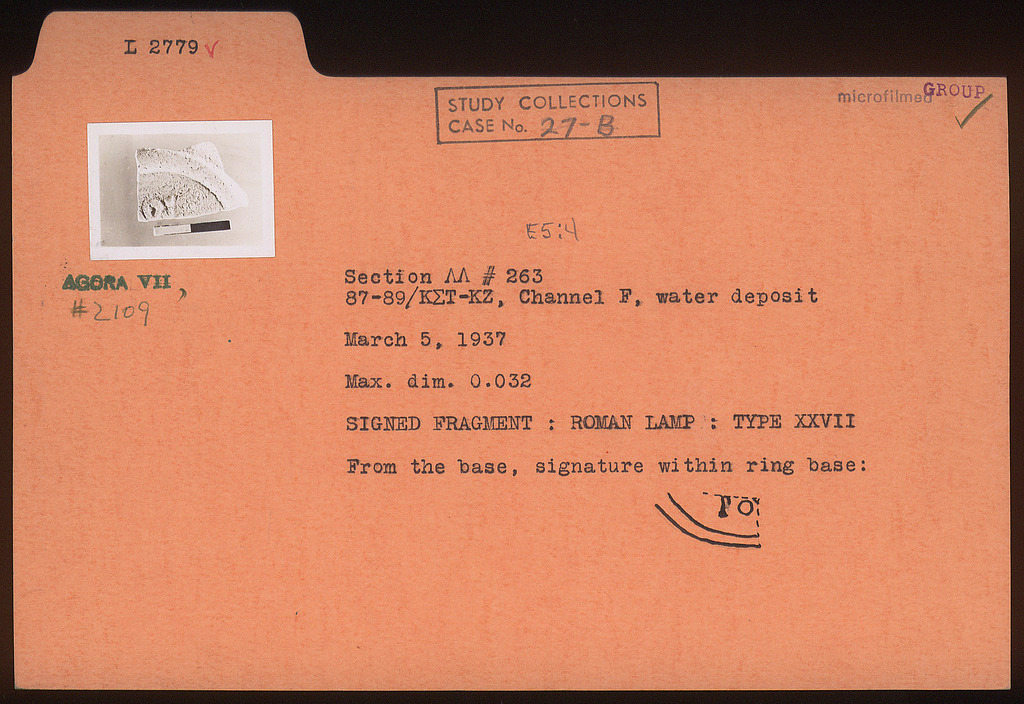 L 2779 √
STUDY COLLECTIONS
CASE No. 27-B
microfilmed GROUP ✓
E5:4
AGORA VII,
#2109
Section ΛΛ # 263
87-89/ΚΣΤ-ΚΖ, Channel F, water deposit
March 5, 1937
Max. dim. 0.032
SIGNED FRAGMENT : ROMAN LAMP : TYPE XXVII
From the base, signature within ring base: